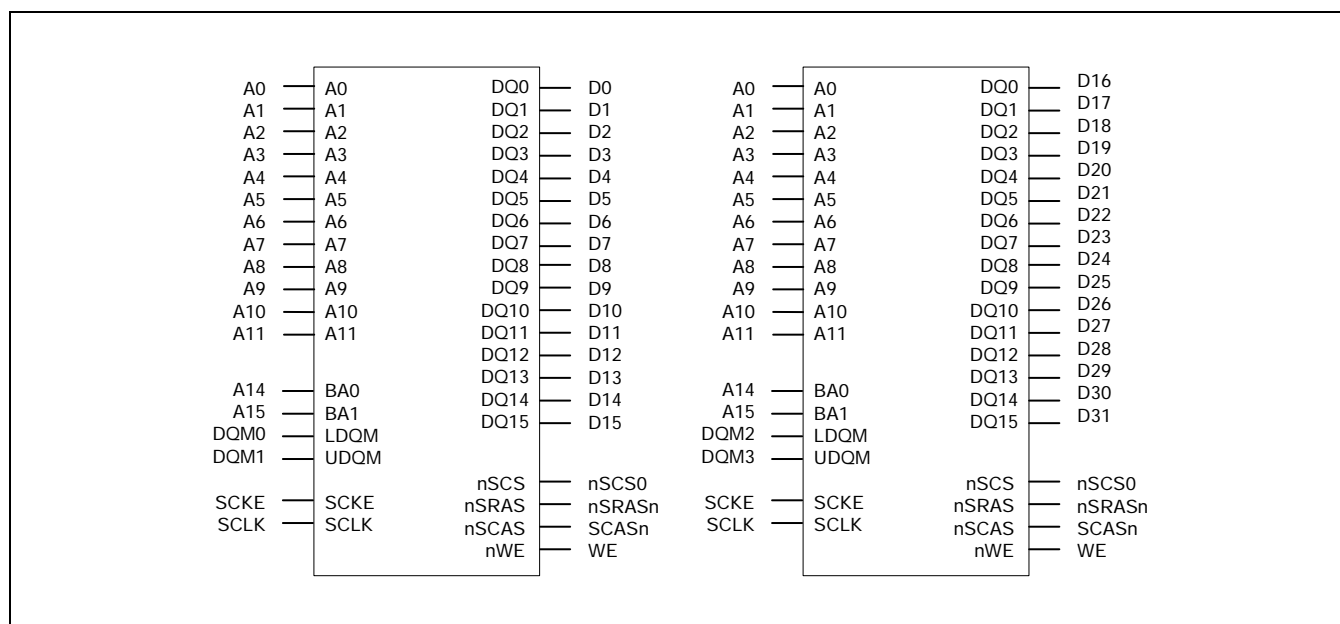 A0 A0 DQ0 D0
A1 A1 DQ1 D1
A2 A2 DQ2 D2
A3 A3 DQ3 D3
A4 A4 DQ4 D4
A5 A5 DQ5 D5
A6 A6 DQ6 D6
A7 A7 DQ7 D7
A8 A8 DQ8 D8
A9 A9 DQ9 D9
A10 A10 DQ10 D10
A11 A11 DQ11 D11
DQ12 D12
DQ13 D13
A14 BA0 DQ14 D14
A15 BA1 DQ15 D15
DQM0 LDQM
DQM1 UDQM
nSCS nSCS0
SCKE SCKE nSRAS nSRASn
SCLK SCLK nSCAS SCASn
nWE WE
A0 A0 DQ0 D16
A1 A1 DQ1 D17
A2 A2 DQ2 D18
A3 A3 DQ3 D19
A4 A4 DQ4 D20
A5 A5 DQ5 D21
A6 A6 DQ6 D22
A7 A7 DQ7 D23
A8 A8 DQ8 D24
A9 A9 DQ9 D25
A10 A10 DQ10 D26
A11 A11 DQ11 D27
DQ12 D28
DQ13 D29
A14 BA0 DQ14 D30
A15 BA1 DQ15 D31
DQM2 LDQM
DQM3 UDQM
nSCS nSCS0
SCKE SCKE nSRAS nSRASn
SCLK SCLK nSCAS SCASn
nWE WE